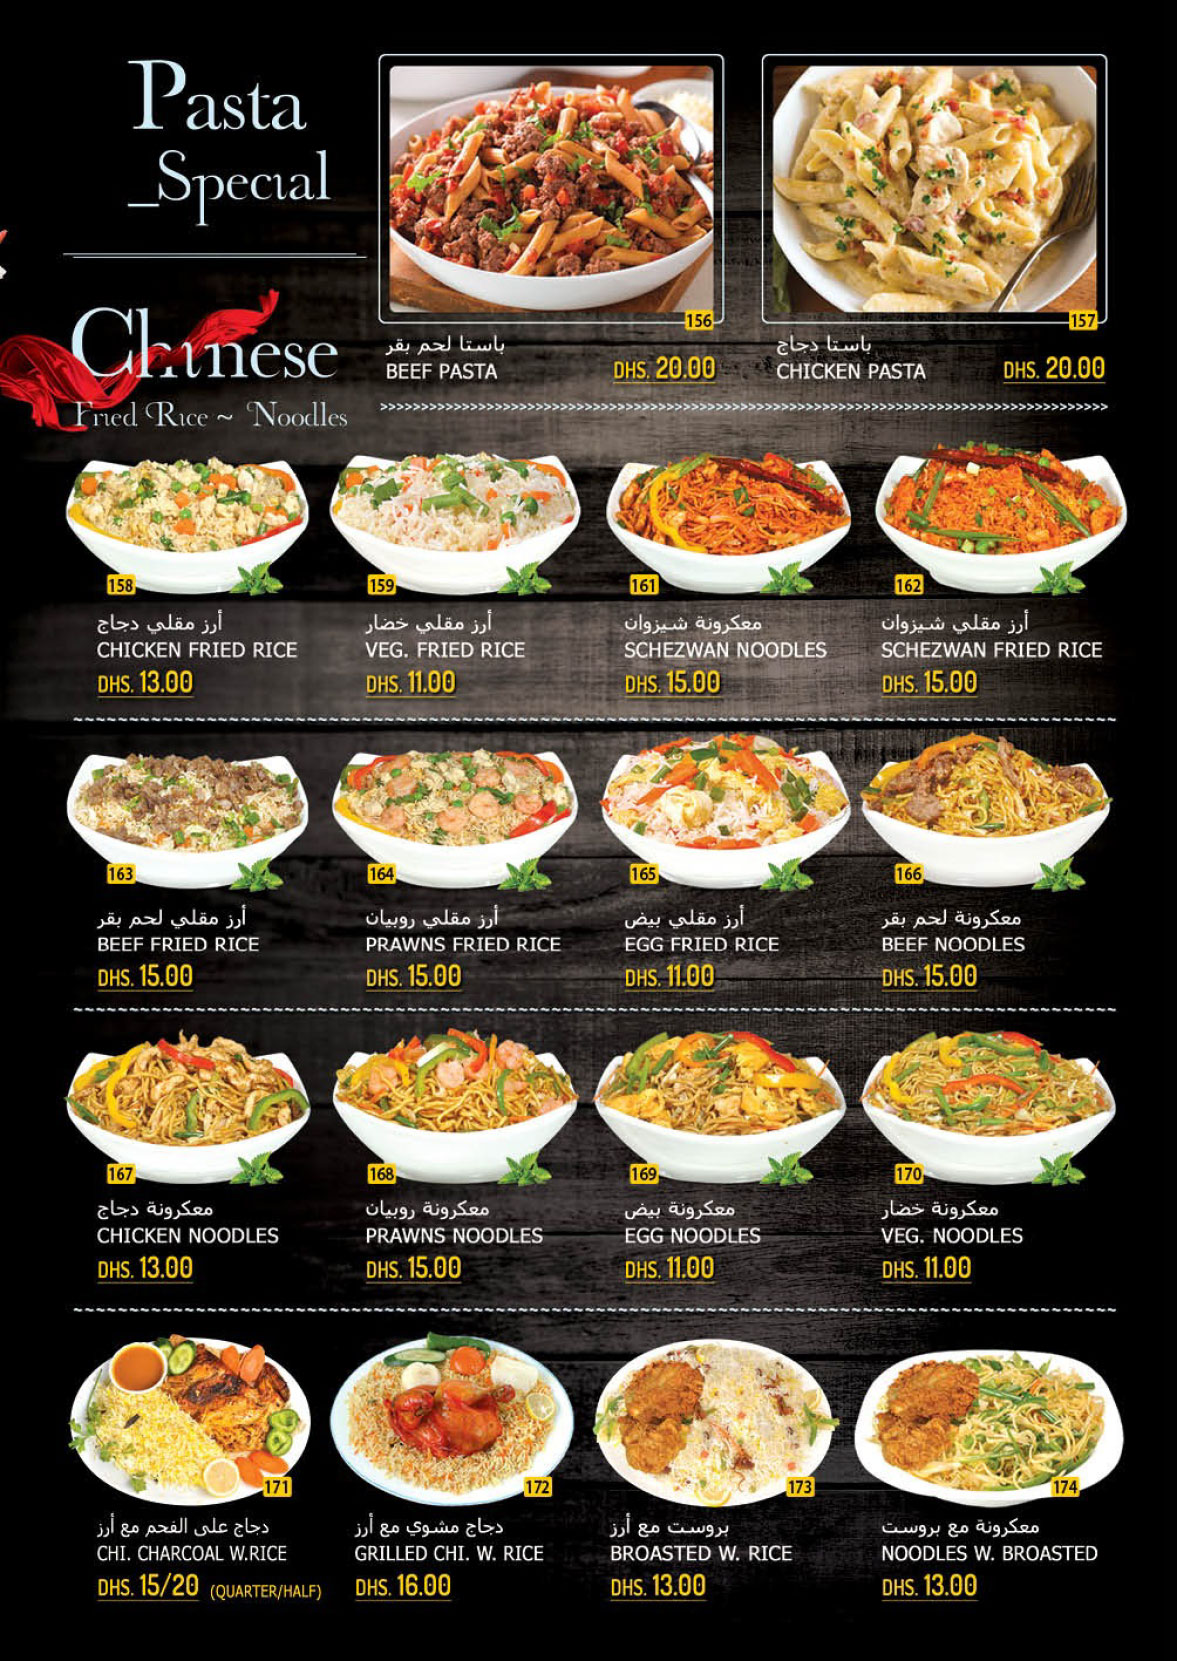 Pasta
_Special
156
157
باستا لحم بقر
BEEF PASTA
DHS. 20.00
باستا دجاج
CHICKEN PASTA
DHS. 20.00
Chinese
Fried Rice ~ Noodles
>>>>>>>>>>>>>>>>>>>>>>>>>>>>>>>>>>>>>>>>
158
159
161
162
أرز مقلي دجاج
CHICKEN FRIED RICE
DHS. 13.00
أرز مقلي خضار
VEG. FRIED RICE
DHS. 11.00
معكرونة شيزوان
SCHEZWAN NOODLES
DHS. 15.00
أرز مقلي شيزوان
SCHEZWAN FRIED RICE
DHS. 15.00
163
164
165
166
أرز مقلي لحم بقر
BEEF FRIED RICE
DHS. 15.00
أرز مقلي روبيان
PRAWNS FRIED RICE
DHS. 15.00
أرز مقلي بيض
EGG FRIED RICE
DHS. 11.00
معكرونة لحم بقر
BEEF NOODLES
DHS. 15.00
167
168
169
170
معكرونة دجاج
CHICKEN NOODLES
DHS. 13.00
معكرونة روبيان
PRAWNS NOODLES
DHS. 15.00
معكرونة بيض
EGG NOODLES
DHS. 11.00
معكرونة خضار
VEG. NOODLES
DHS. 11.00
171
172
173
174
دجاج على الفحم مع أرز
CHI. CHARCOAL W.RICE
DHS. 15/20 (QUARTER/HALF)
دجاج مشوي مع أرز
GRILLED CHI. W. RICE
DHS. 16.00
بروست مع أرز
BROASTED W. RICE
DHS. 13.00
معكرونة مع بروست
NOODLES W. BROASTED
DHS. 13.00